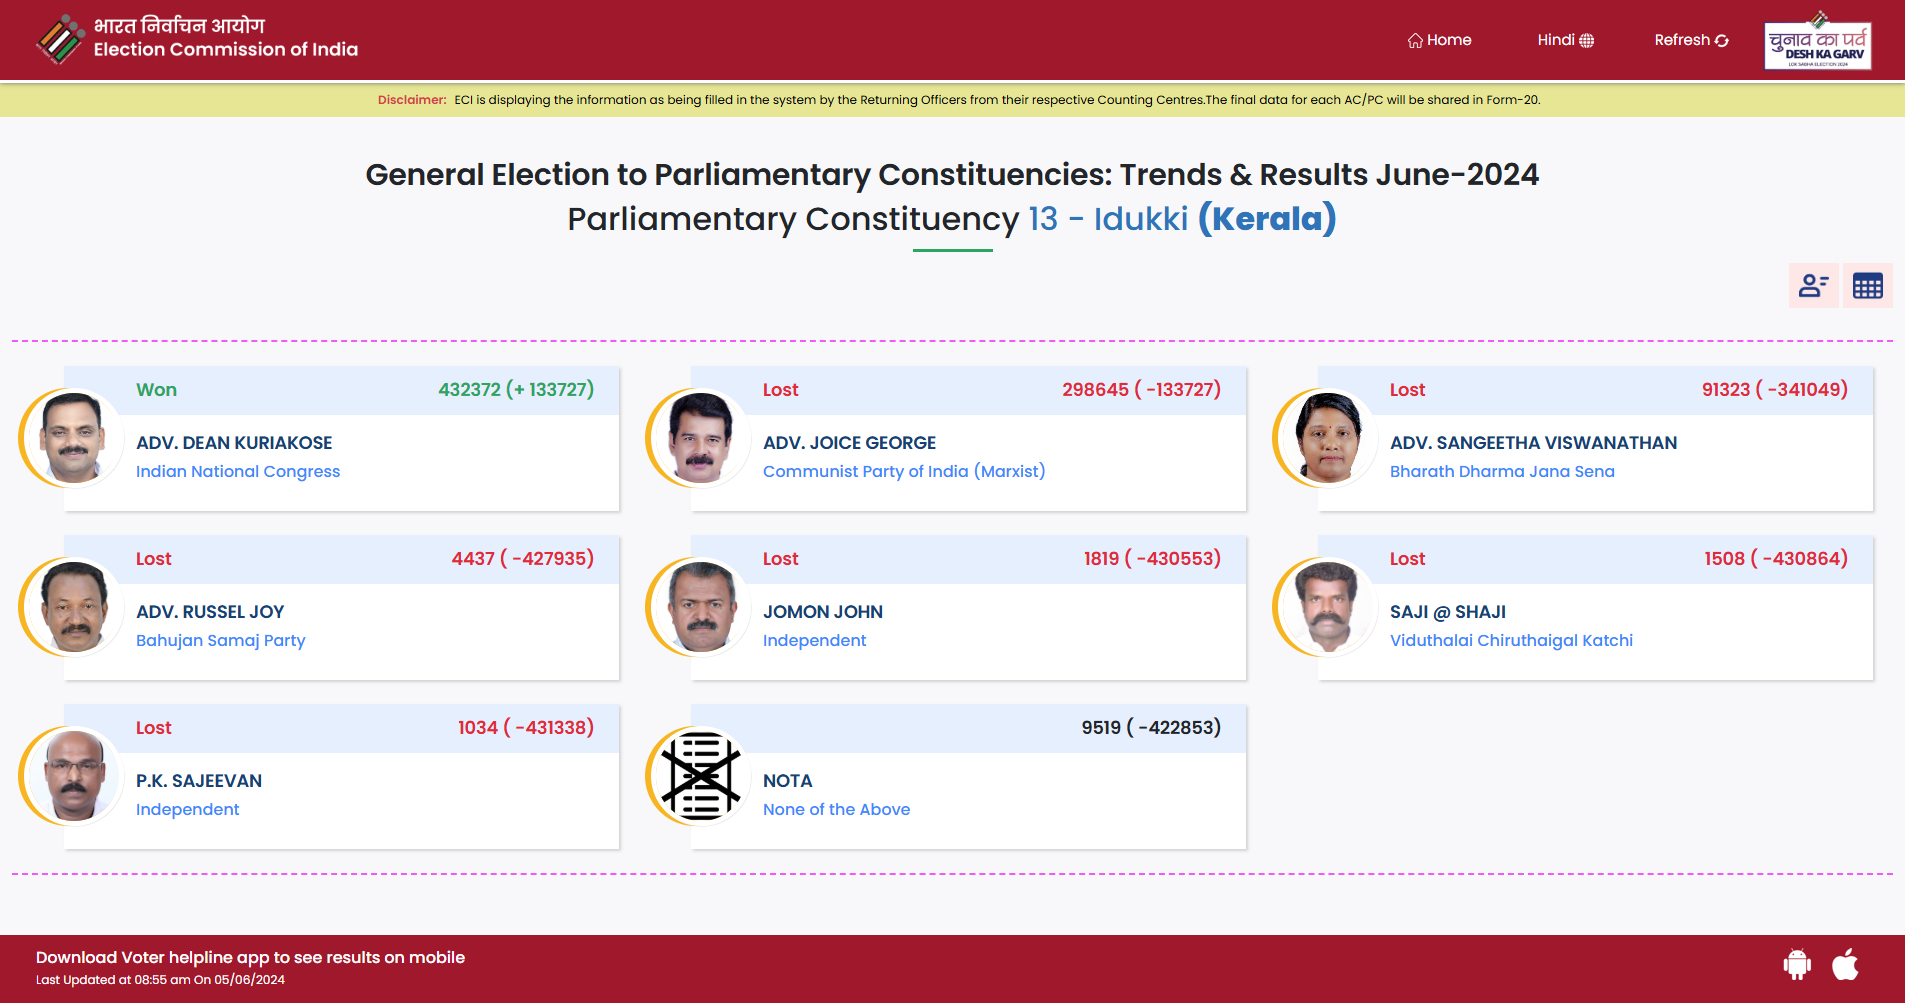 भारत निर्वाचन आयोग
Election Commission of India
Home
Hindi
Refresh
चुनाव का पर्व
DESH KA GARV
LOK SABHA ELECTION 2024
Disclaimer: ECI is displaying the information as being filled in the system by the Returning Officers from their respective Counting Centres.The final data for each AC/PC will be shared in Form-20.
General Election to Parliamentary Constituencies: Trends & Results June-2024
Parliamentary Constituency 13 - Idukki (Kerala)
Won 432372 (+ 133727)
ADV. DEAN KURIAKOSE
Indian National Congress
Lost 298645 ( -133727)
ADV. JOICE GEORGE
Communist Party of India (Marxist)
Lost 91323 ( -341049)
ADV. SANGEETHA VISWANATHAN
Bharath Dharma Jana Sena
Lost 4437 ( -427935)
ADV. RUSSEL JOY
Bahujan Samaj Party
Lost 1819 ( -430553)
JOMON JOHN
Independent
Lost 1508 ( -430864)
SAJI @ SHAJI
Viduthalai Chiruthaigal Katchi
Lost 1034 ( -431338)
P.K. SAJEEVAN
Independent
9519 ( -422853)
NOTA
None of the Above
Download Voter helpline app to see results on mobile
Last Updated at 08:55 am On 05/06/2024